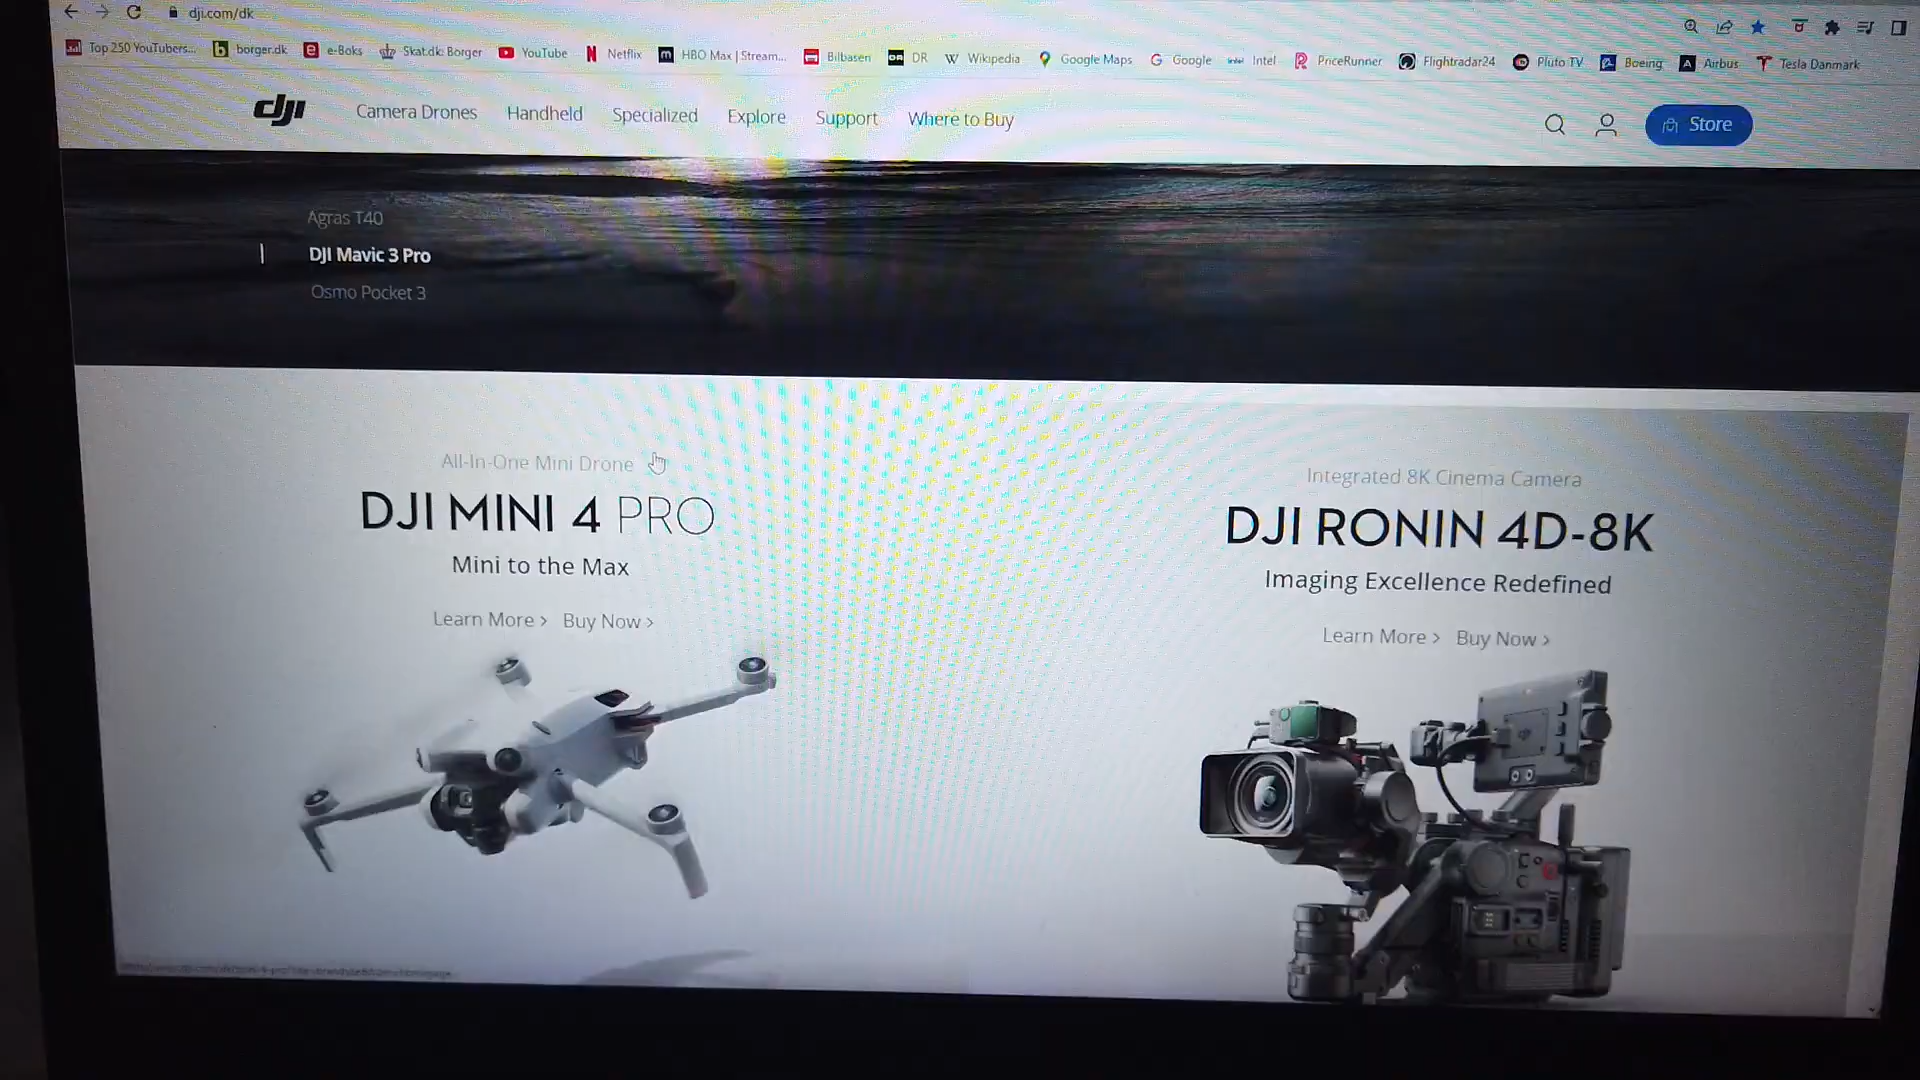 dji.com/dk
Top 250 YouTubers... borger.dk e-Boks Skat.dk: Borger YouTube Netflix HBO Max | Stream... Bilbasen DR Wikipedia Google Maps Google Intel PriceRunner Flightradar24 Pluto TV Boeing Airbus Tesla Danmark
dji Camera Drones Handheld Specialized Explore Support Where to Buy Store
Agras T40
DJI Mavic 3 Pro
Osmo Pocket 3
All-In-One Mini Drone
DJI MINI 4 PRO
Mini to the Max
Learn More > Buy Now >
Integrated 8K Cinema Camera
DJI RONIN 4D-8K
Imaging Excellence Redefined
Learn More > Buy Now >